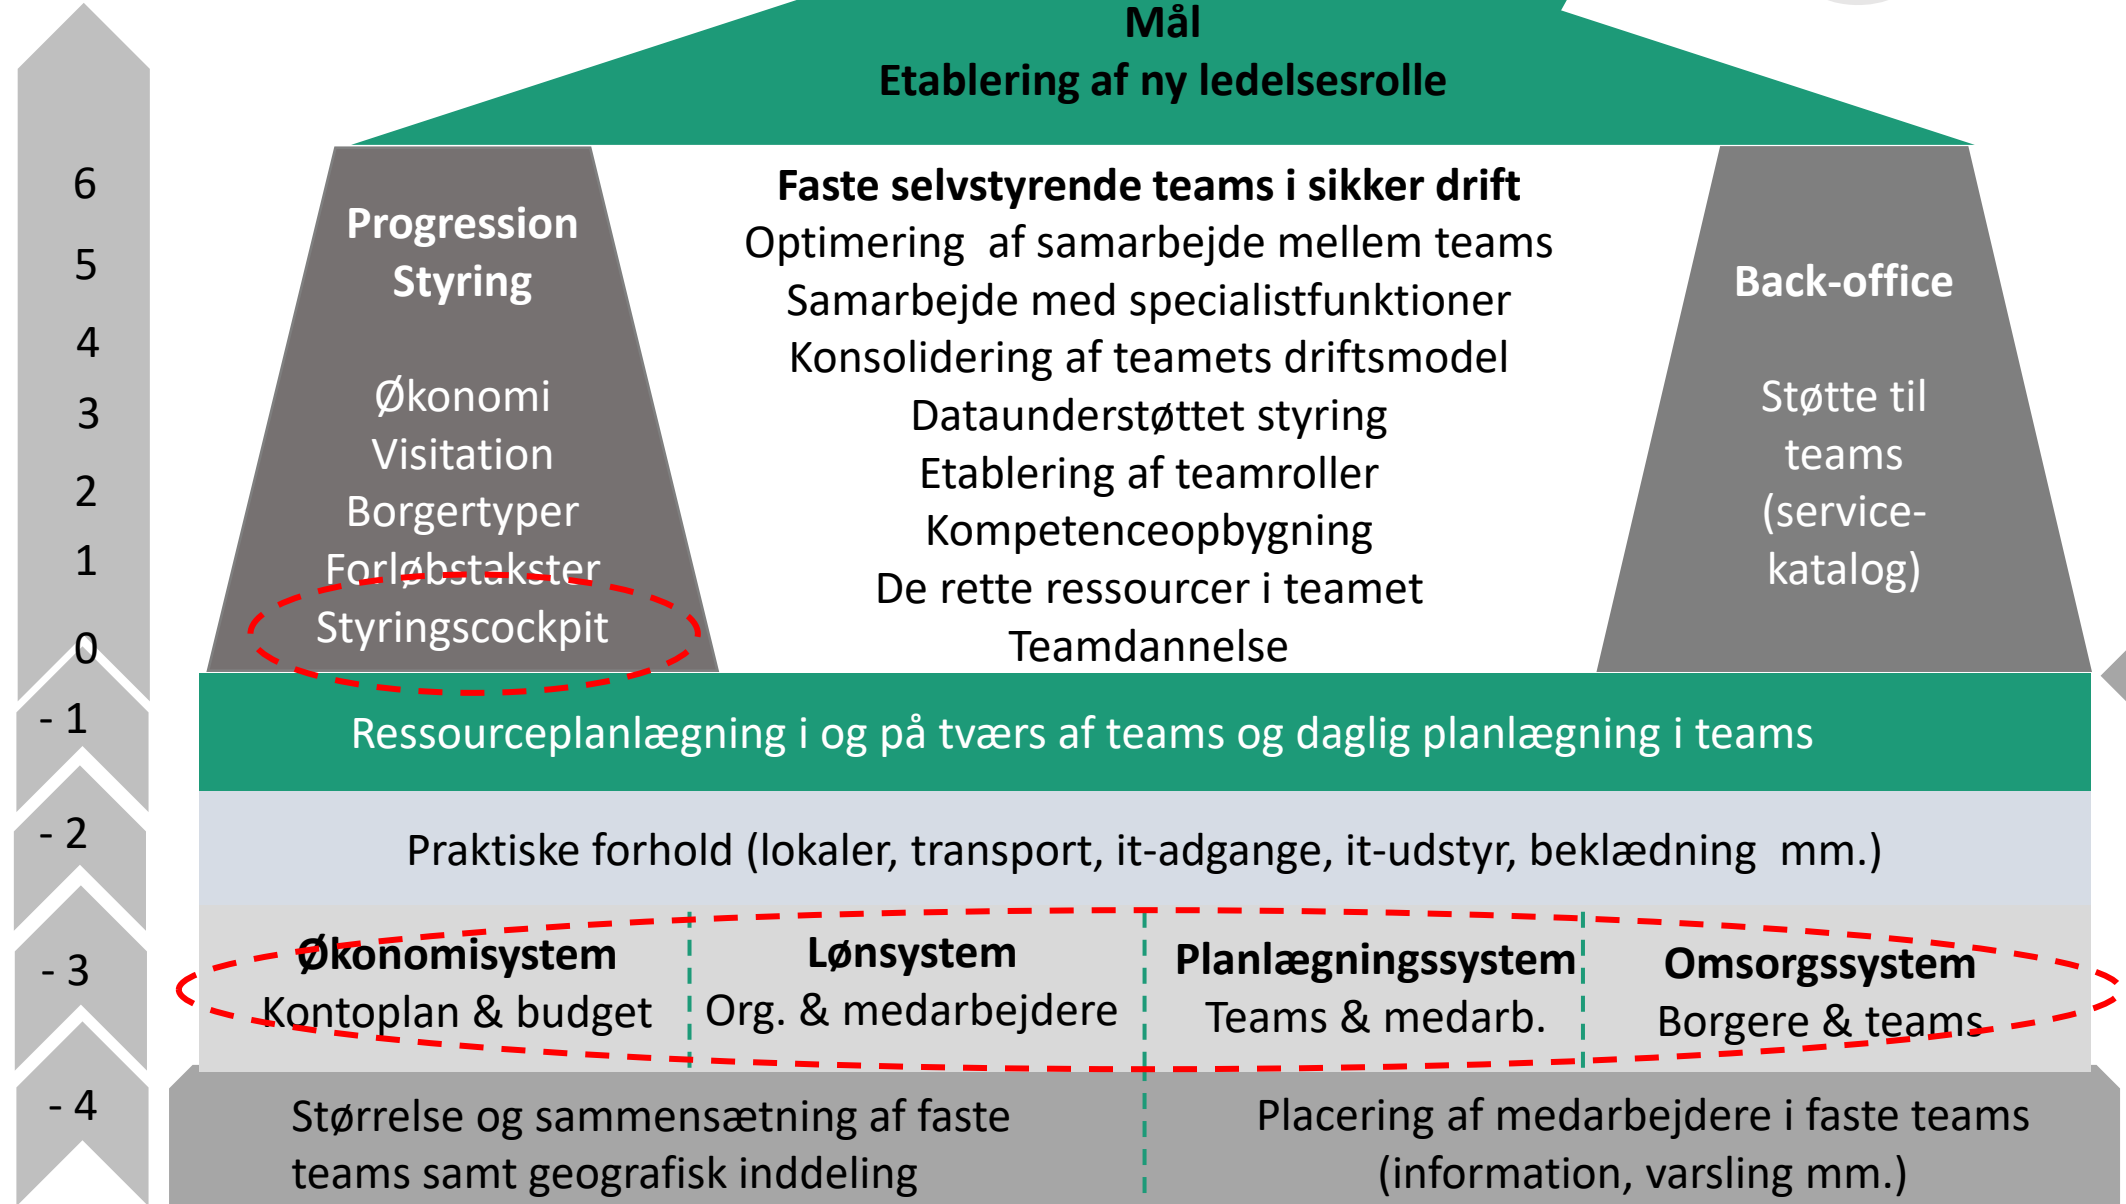 Mål
Etablering af ny ledelsesrolle
6
5
4
3
2
1
0
- 1
- 2
- 3
- 4
Progression
Styring
Økonomi
Visitation
Borgertyper
Forløbstakster
Styringscockpit
Faste selvstyrende teams i sikker drift
Optimering  af samarbejde mellem teams
Samarbejde med specialistfunktioner
Konsolidering af teamets driftsmodel
Dataunderstøttet styring
Etablering af teamroller
Kompetenceopbygning
De rette ressourcer i teamet
Teamdannelse
Back-office
Støtte til
teams
(service-
katalog)
Ressourceplanlægning i og på tværs af teams og daglig planlægning i teams
Praktiske forhold (lokaler, transport, it-adgange, it-udstyr, beklædning  mm.)
Økonomisystem
Kontoplan & budget
Lønsystem
Org. & medarbejdere
Planlægningssystem
Teams & medarb.
Omsorgssystem
Borgere & teams
Størrelse og sammensætning af faste
teams samt geografisk inddeling
Placering af medarbejdere i faste teams
(information, varsling mm.)